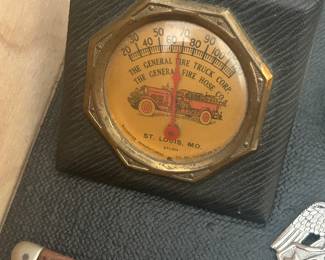 20 30 40 50 60 70 80 90 100
THE GENERAL FIRE TRUCK CORP.
THE GENERAL FIRE HOSE CO.
ST. LOUIS, MO.